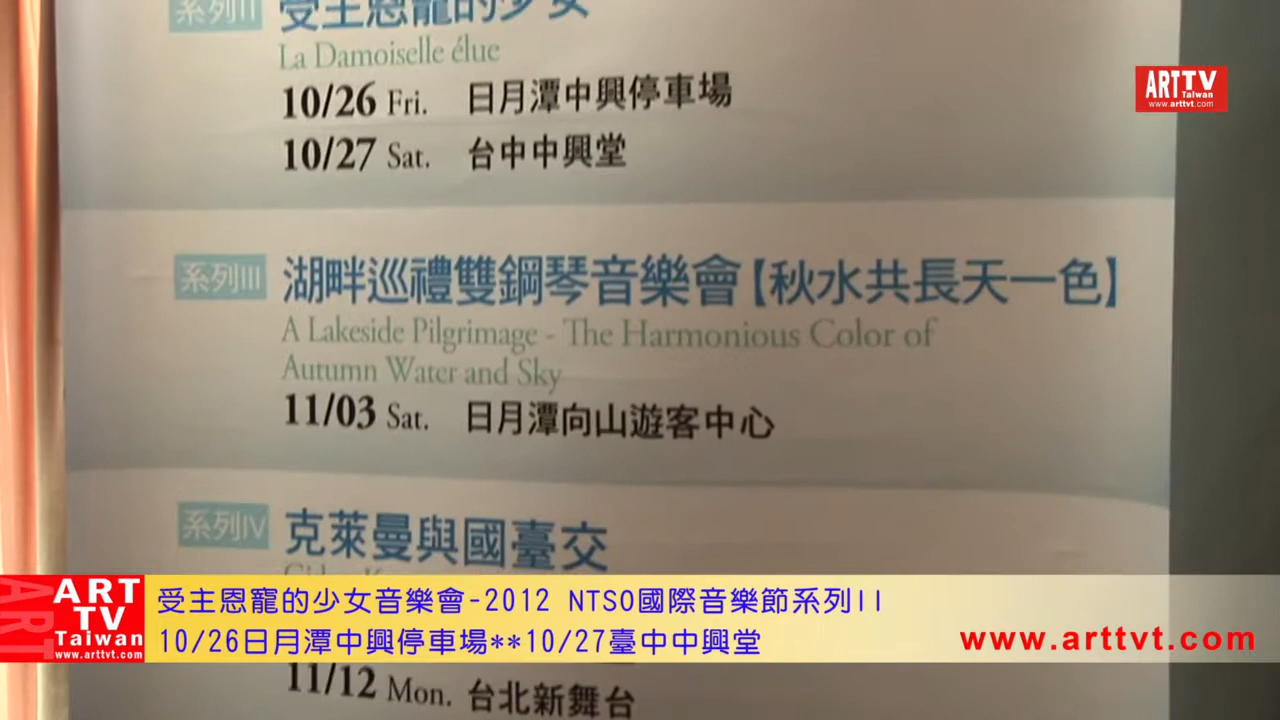 系列II 受主恩寵的少女
La Damoiselle élue
10/26 Fri. 日月潭中興停車場
10/27 Sat. 台中中興堂
ART TV
Taiwan
www.arttvt.com
系列III 湖畔巡禮雙鋼琴音樂會【秋水共長天一色】
A Lakeside Pilgrimage - The Harmonious Color of
Autumn Water and Sky
11/03 Sat. 日月潭向山遊客中心
系列IV 克萊曼與國臺交
ART
TV
Taiwan
www.arttvt.com
受主恩寵的少女音樂會-2012 NTSO國際音樂節系列II
10/26日月潭中興停車場**10/27臺中中興堂
www.arttvt.com
11/12 Mon. 台北新舞台